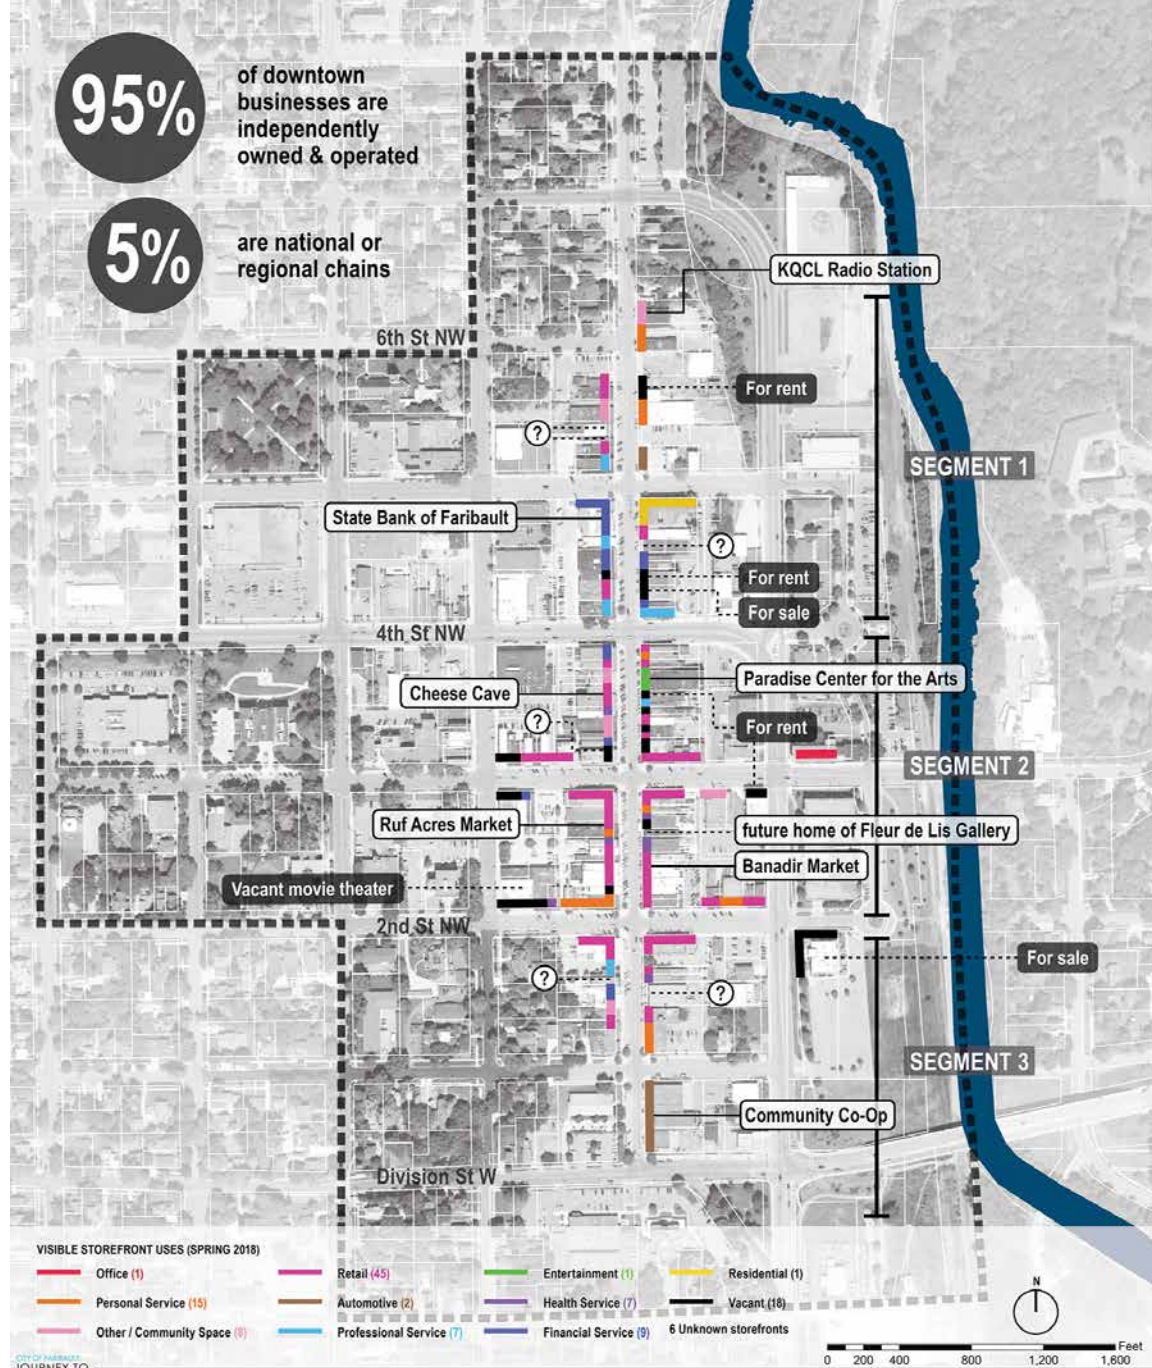 95%
of downtown
businesses are
independently
owned & operated
5%
are national or
regional chains
KQCL Radio Station
6th St NW
For rent
?
SEGMENT 1
State Bank of Faribault
?
For rent
For sale
4th St NW
Paradise Center for the Arts
Cheese Cave
?
For rent
SEGMENT 2
Ruf Acres Market
future home of Fleur de Lis Gallery
Banadir Market
Vacant movie theater
2nd St NW
For sale
?
?
SEGMENT 3
Community Co-Op
Division St W
VISIBLE STOREFRONT USES (SPRING 2018)
Office (1)
Retail (45)
Entertainment (1)
Residential (1)
Personal Service (15)
Automotive (2)
Health Service (7)
Vacant (18)
Other / Community Space (8)
Professional Service (7)
Financial Service (9)
6 Unknown storefronts
N
Feet
0 200 400 800 1,200 1,600
CITY OF FARIBAULT
JOURNEY TO